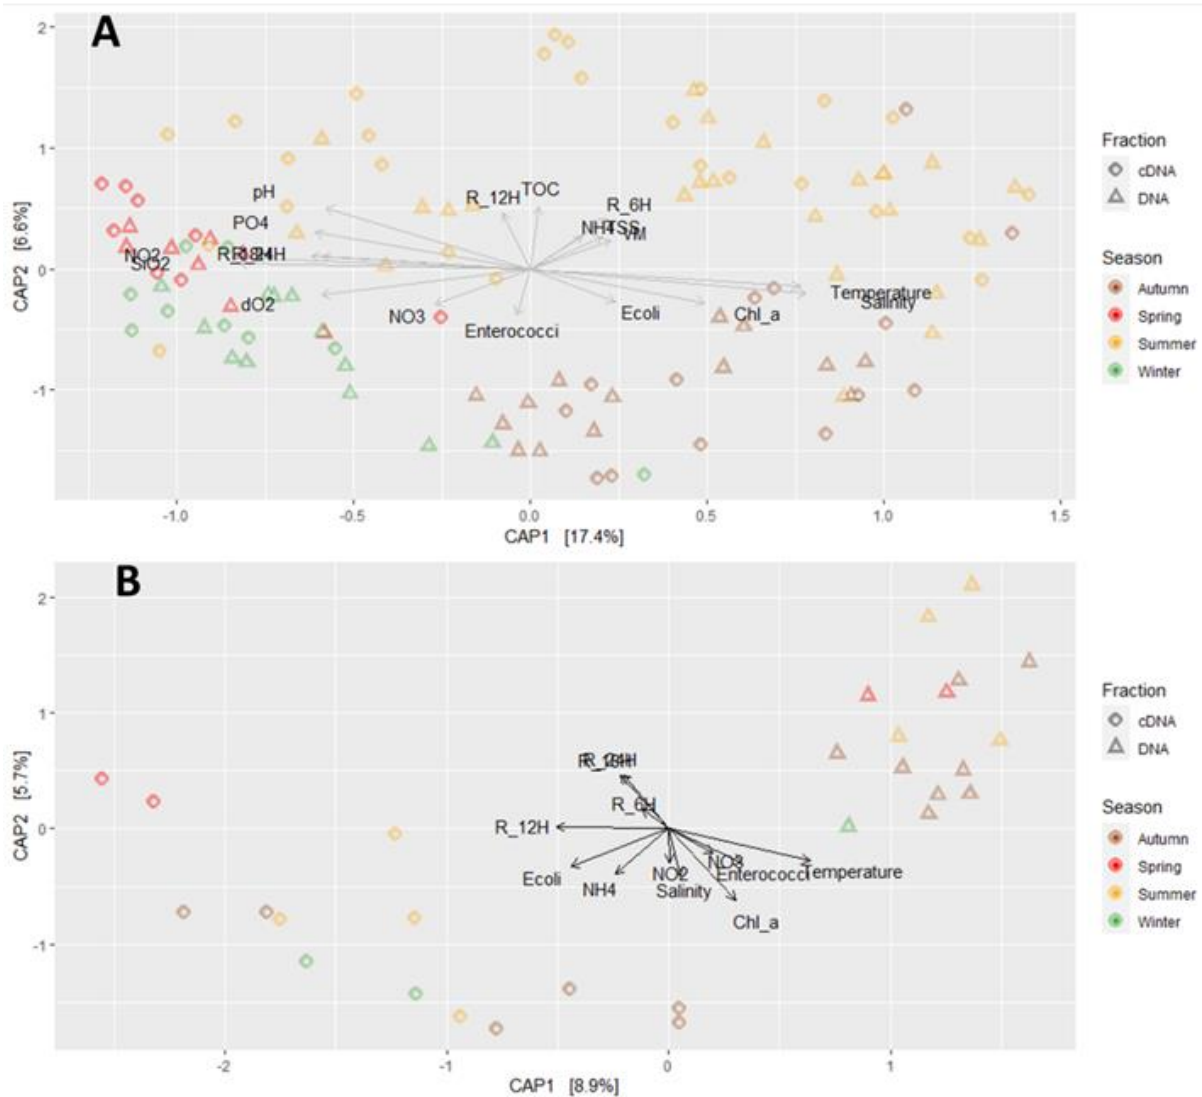 A
2
1
0
-1
CAP2 [6.6%]
pH
R_12H
TOC
PO4
R_6H
NH4
TSS
VM
NO2
SiO2
R_24H
dO2
NO3
Enterococci
Ecoli
Chl_a
Temperature
Salinity
-1.0 -0.5 0.0 0.5 1.0 1.5
CAP1 [17.4%]
Fraction
cDNA
DNA
Season
Autumn
Spring
Summer
Winter
B
2
1
0
-1
CAP2 [5.7%]
R_24H
R_6H
R_12H
Ecoli
NH4
NO2
NO3
Salinity
Enterococci
Temperature
Chl_a
-2 -1 0 1
CAP1 [8.9%]
Fraction
cDNA
DNA
Season
Autumn
Spring
Summer
Winter